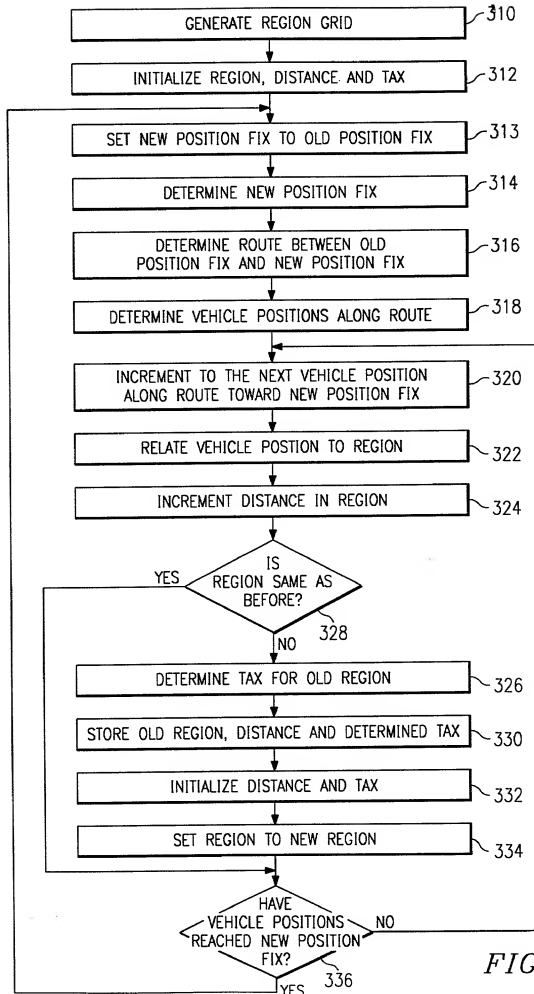 GENERATE REGION GRID
310
INITIALIZE REGION, DISTANCE AND TAX
312
SET NEW POSITION FIX TO OLD POSITION FIX
313
DETERMINE NEW POSITION FIX
314
DETERMINE ROUTE BETWEEN OLD
POSITION FIX AND NEW POSITION FIX
316
DETERMINE VEHICLE POSITIONS ALONG ROUTE
318
INCREMENT TO THE NEXT VEHICLE POSITION
ALONG ROUTE TOWARD NEW POSITION FIX
320
RELATE VEHICLE POSTION TO REGION
322
INCREMENT DISTANCE IN REGION
324
IS
REGION SAME AS
BEFORE?
YES
328
NO
DETERMINE TAX FOR OLD REGION
326
STORE OLD REGION, DISTANCE AND DETERMINED TAX
330
INITIALIZE DISTANCE AND TAX
332
SET REGION TO NEW REGION
334
HAVE
VEHICLE POSITIONS
REACHED NEW POSITION
FIX?
NO
336
YES
FIG